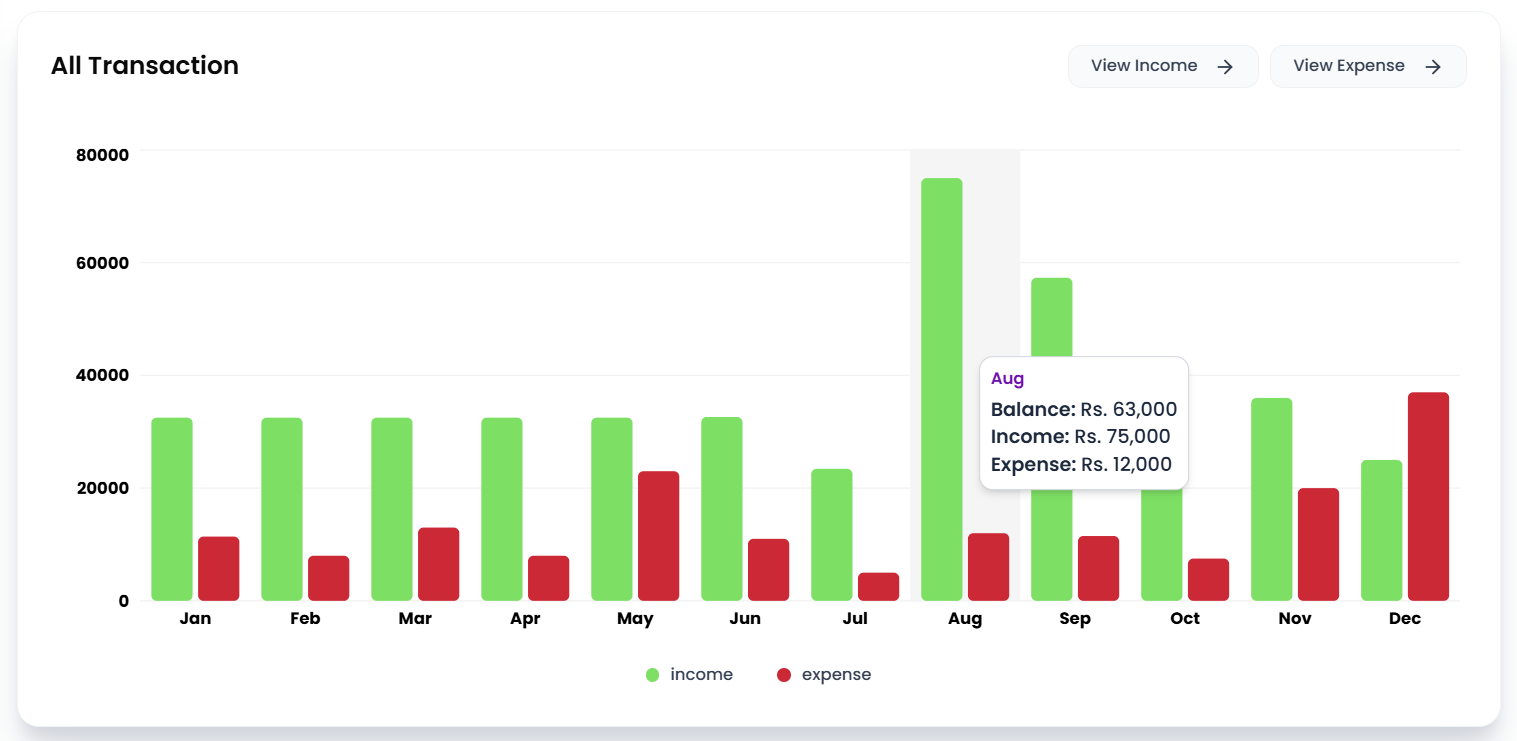 All Transaction
View Income
View Expense
80000
60000
40000
20000
0
Aug
Balance: Rs. 63,000
Income: Rs. 75,000
Expense: Rs. 12,000
Jan Feb Mar Apr May Jun Jul Aug Sep Oct Nov Dec
income expense